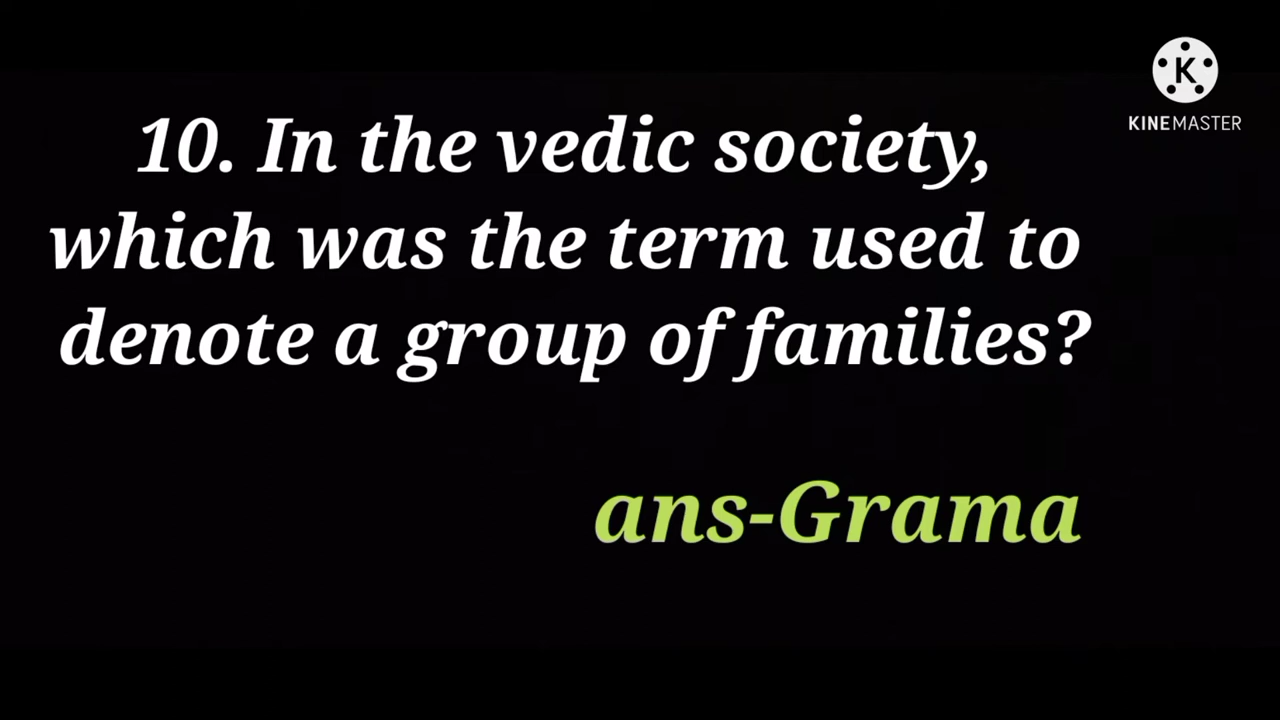 K
KINEMASTER
10. In the vedic society,
which was the term used to
denote a group of families?
ans-Grama